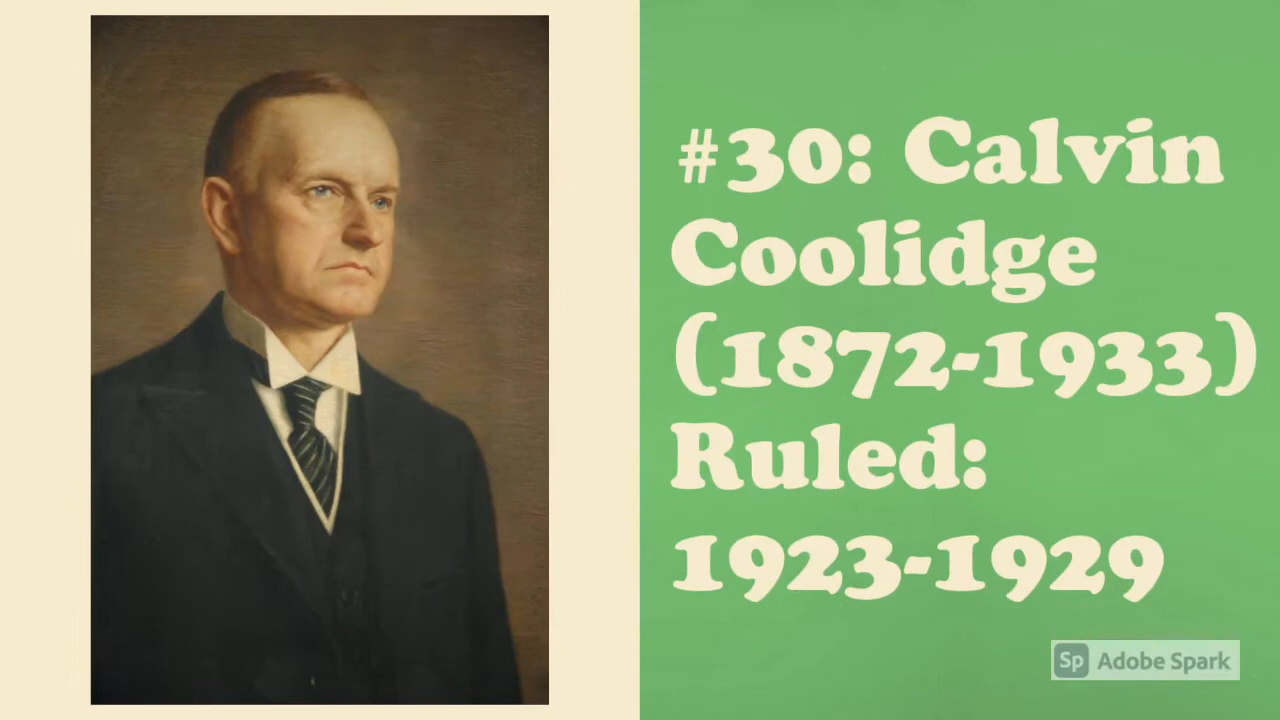 #30: Calvin
Coolidge
(1872-1933)
Ruled:
1923-1929
Sp Adobe Spark